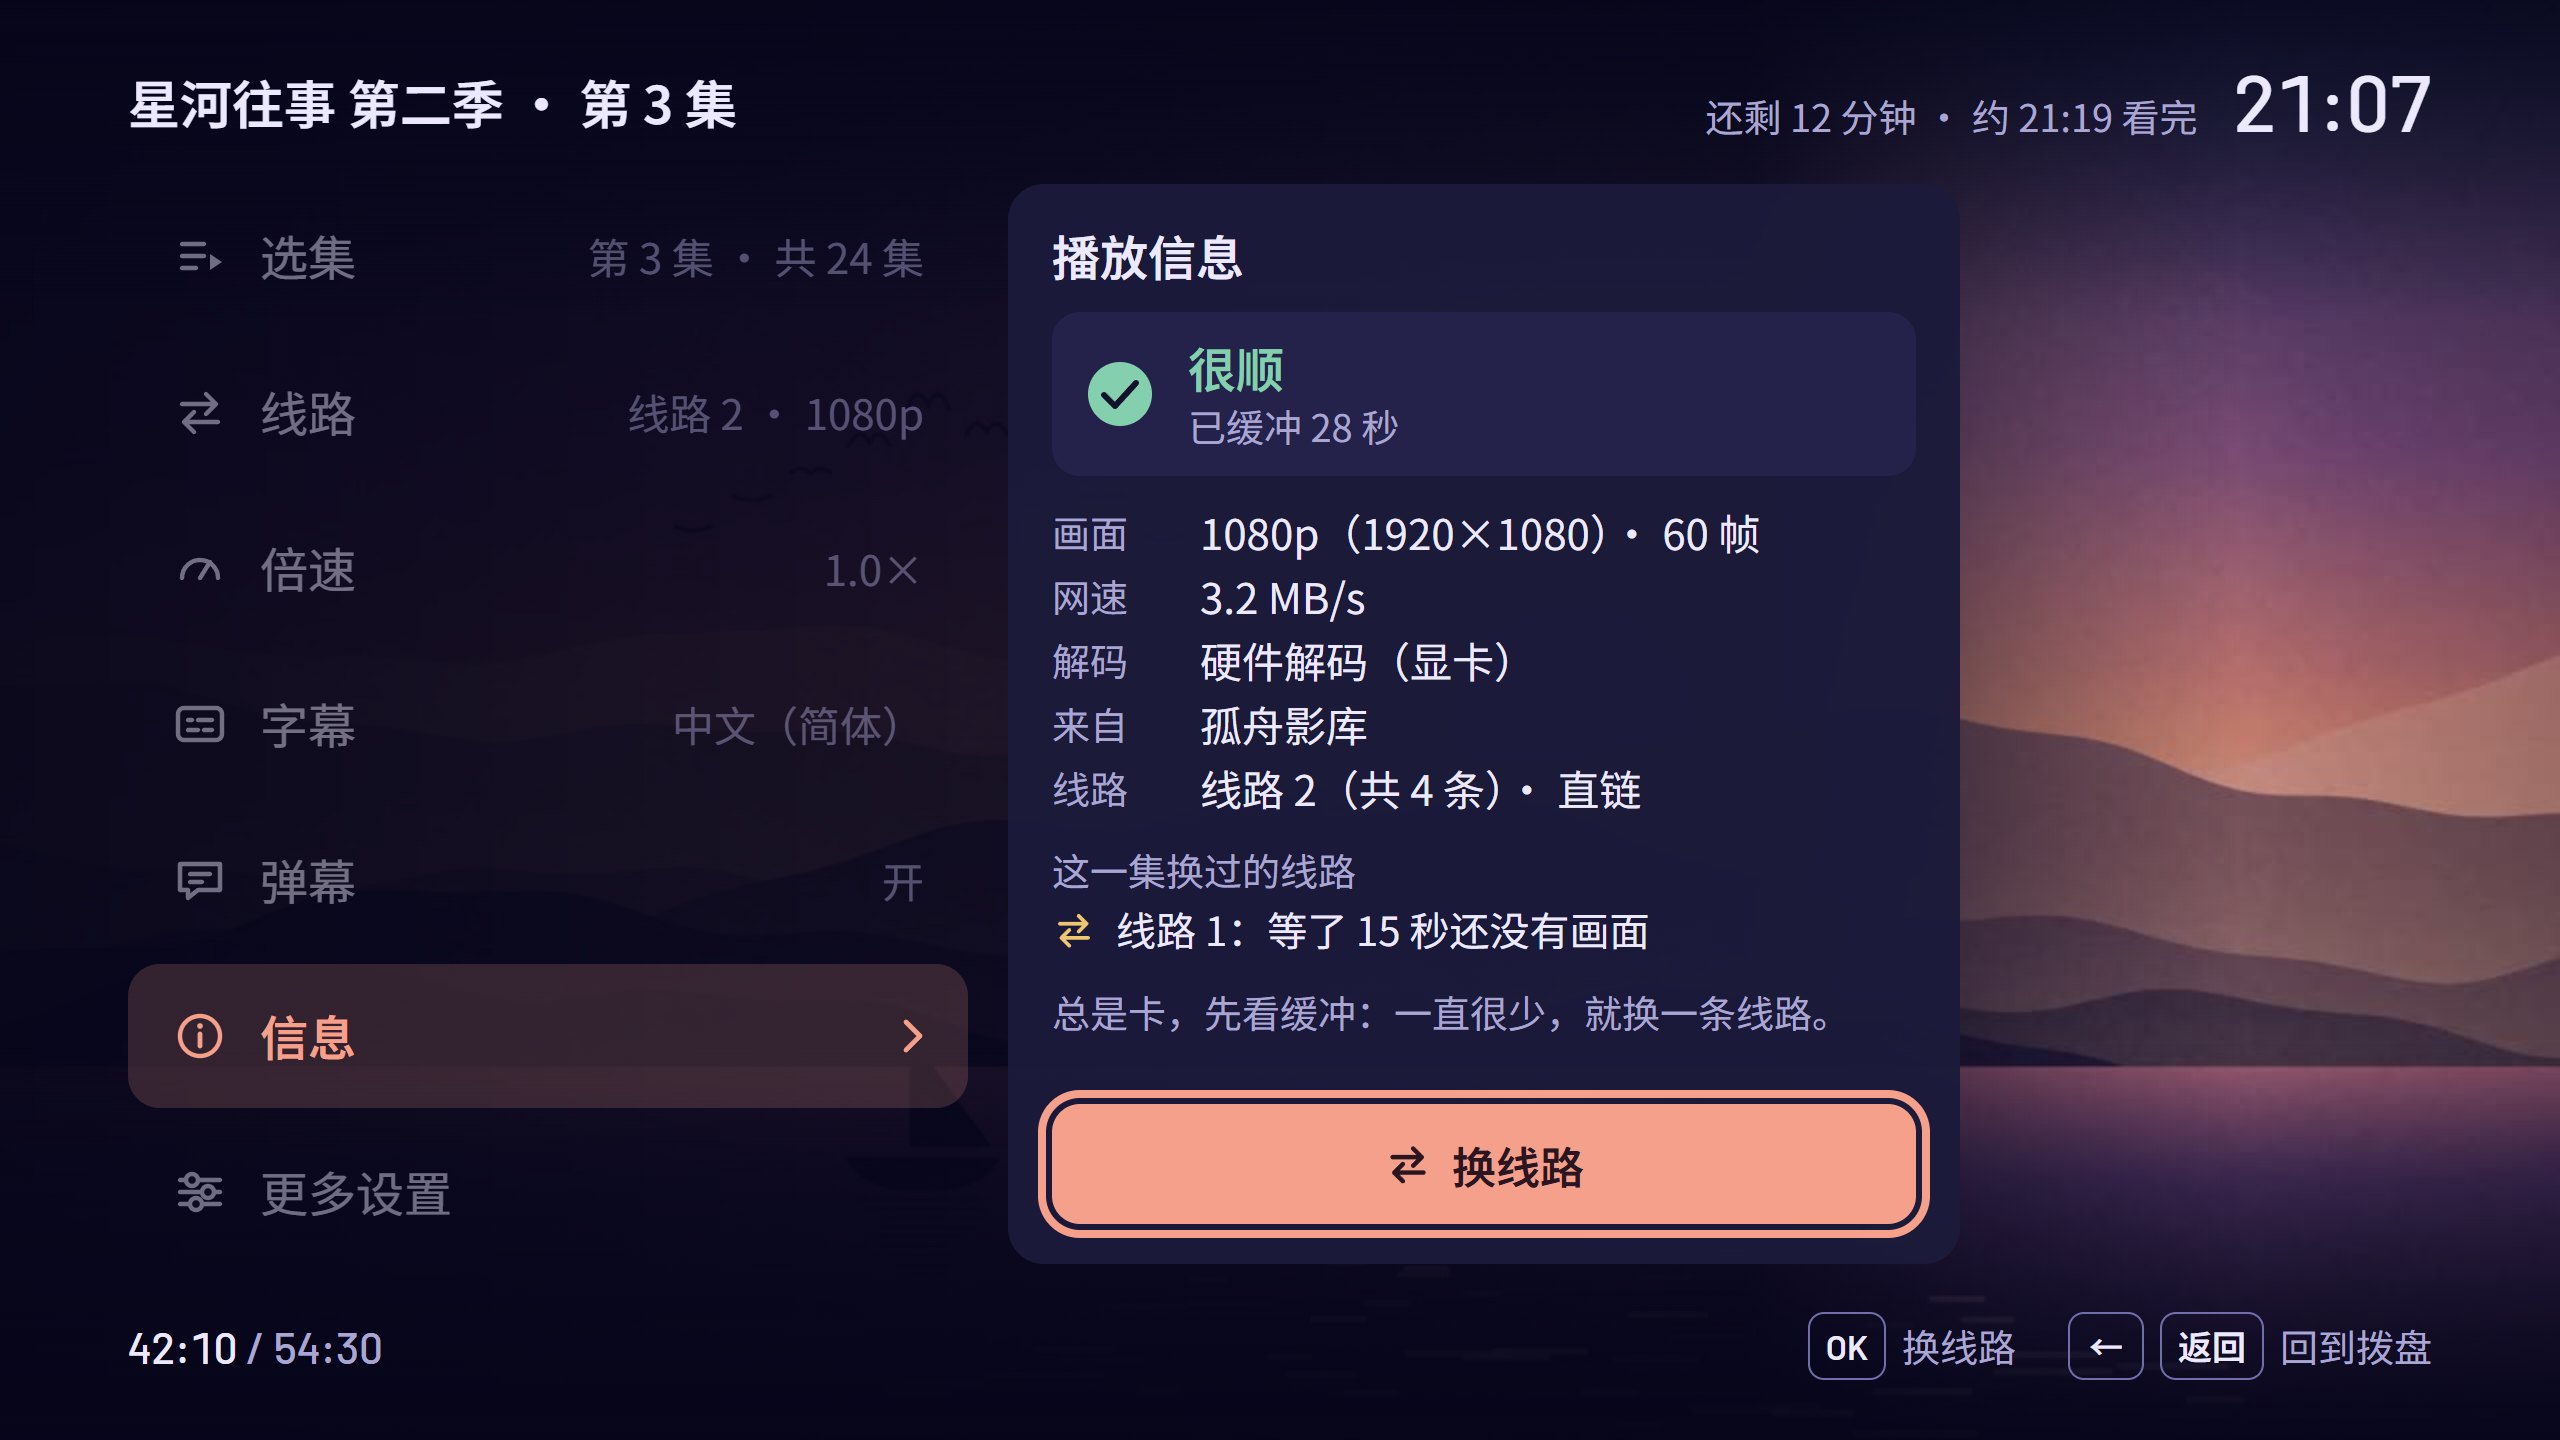 星河往事 第二季 · 第 3 集
还剩 12 分钟 · 约 21:19 看完 21:07
选集 第 3 集 · 共 24 集
线路 线路 2 · 1080p
倍速 1.0×
字幕 中文（简体）
弹幕 开
信息
更多设置
播放信息
很顺
已缓冲 28 秒
画面 1080p（1920×1080）· 60 帧
网速 3.2 MB/s
解码 硬件解码（显卡）
来自 孤舟影库
线路 线路 2（共 4 条）· 直链
这一集换过的线路
线路 1：等了 15 秒还没有画面
总是卡，先看缓冲：一直很少，就换一条线路。
换线路
42:10 / 54:30
OK 换线路 ← 返回 回到拨盘